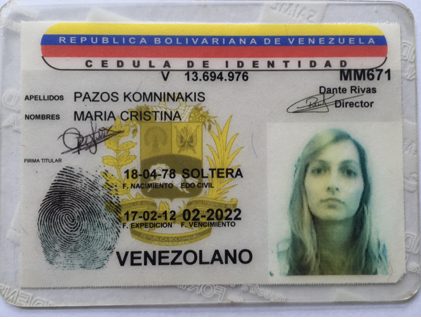 REPUBLICA BOLIVARIANA DE VENEZUELA
CEDULA DE IDENTIDAD
V 13.694.976 MM671
Dante Rivas
Director
APELLIDOS PAZOS KOMNINAKIS
NOMBRES MARIA CRISTINA
FIRMA TITULAR
18-04-78 SOLTERA
F. NACIMIENTO EDO CIVIL
17-02-12 02-2022
F. EXPEDICION F. VENCIMIENTO
VENEZOLANO